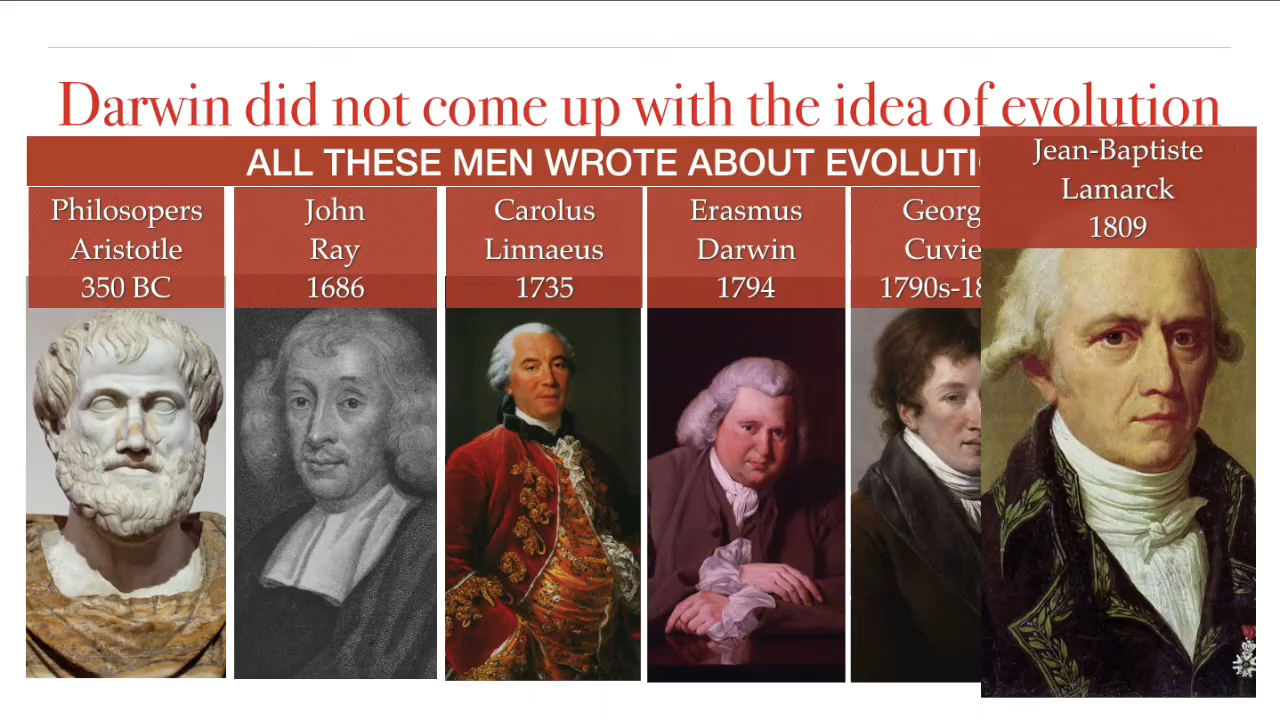 Darwin did not come up with the idea of evolution
ALL THESE MEN WROTE ABOUT EVOLUTI
Philosopers
Aristotle
350 BC
John
Ray
1686
Carolus
Linnaeus
1735
Erasmus
Darwin
1794
Georg
Cuvie
1790s-18
Jean-Baptiste
Lamarck
1809